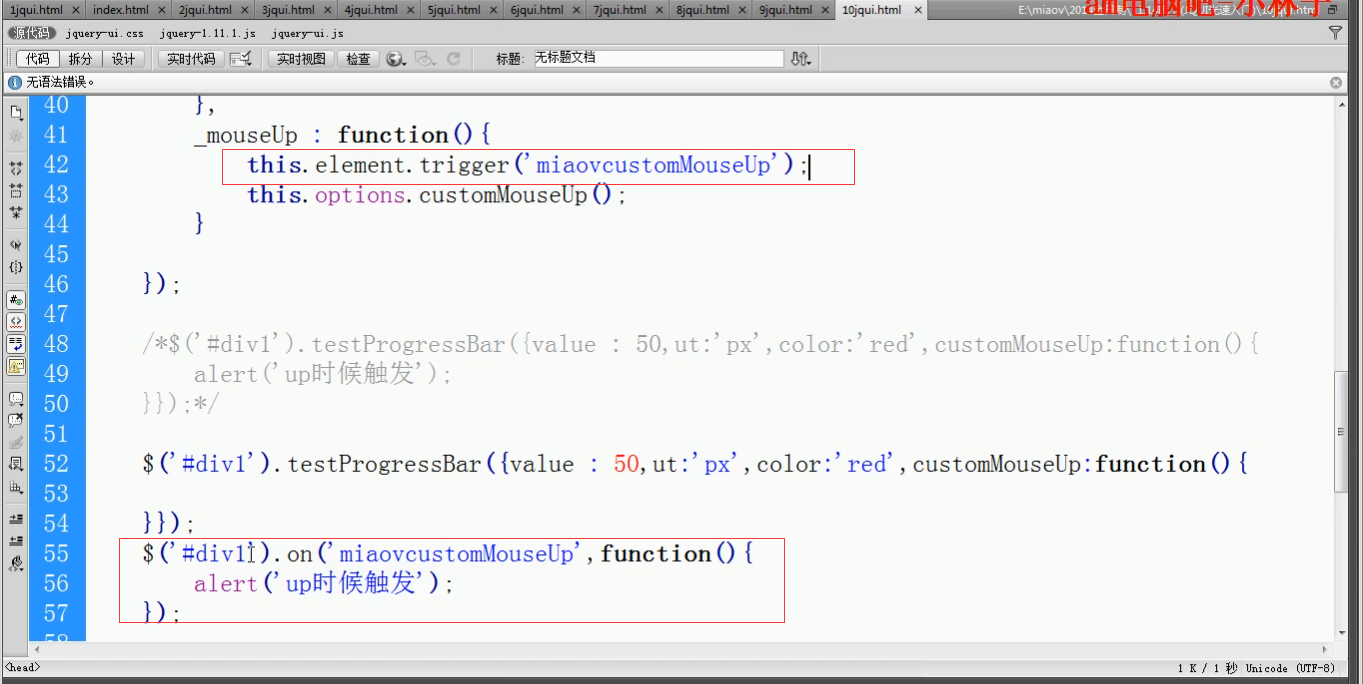 1jqui.html × index.html × 2jqui.html × 3jqui.html × 4jqui.html × 5jqui.html × 6jqui.html × 7jqui.html × 8jqui.html × 9jqui.html × 10jqui.html ×
源代码 jquery-ui.css jquery-1.11.1.js jquery-ui.js
代码 拆分 设计 实时代码 实时视图 检查 标题: 无标题文档
无语法错误。
40 },
41 _mouseUp : function(){
42 this.element.trigger('miaovcustomMouseUp');
43 this.options.customMouseUp();
44 }
45
46 });
47
48 /*$('#div1').testProgressBar({value : 50,ut:'px',color:'red',customMouseUp:function(){
49 alert('up时候触发');
50 }});*/
51
52 $('#div1').testProgressBar({value : 50,ut:'px',color:'red',customMouseUp:function(){
53
54 }});
55 $('#div1').on('miaovcustomMouseUp',function(){
56 alert('up时候触发');
57 });
58
<head> 1 K / 1 秒 Unicode (UTF-8)